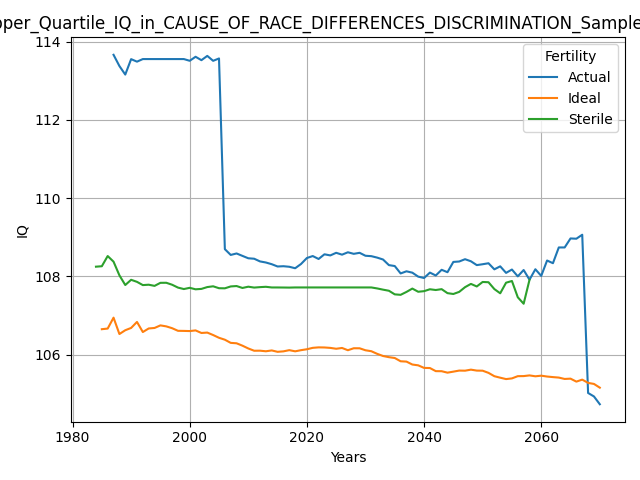 pper_Quartile_IQ_in_CAUSE_OF_RACE_DIFFERENCES_DISCRIMINATION_Sample
114
112
110
108
106
IQ
Fertility
Actual
Ideal
Sterile
1980
2000
2020
2040
2060
Years